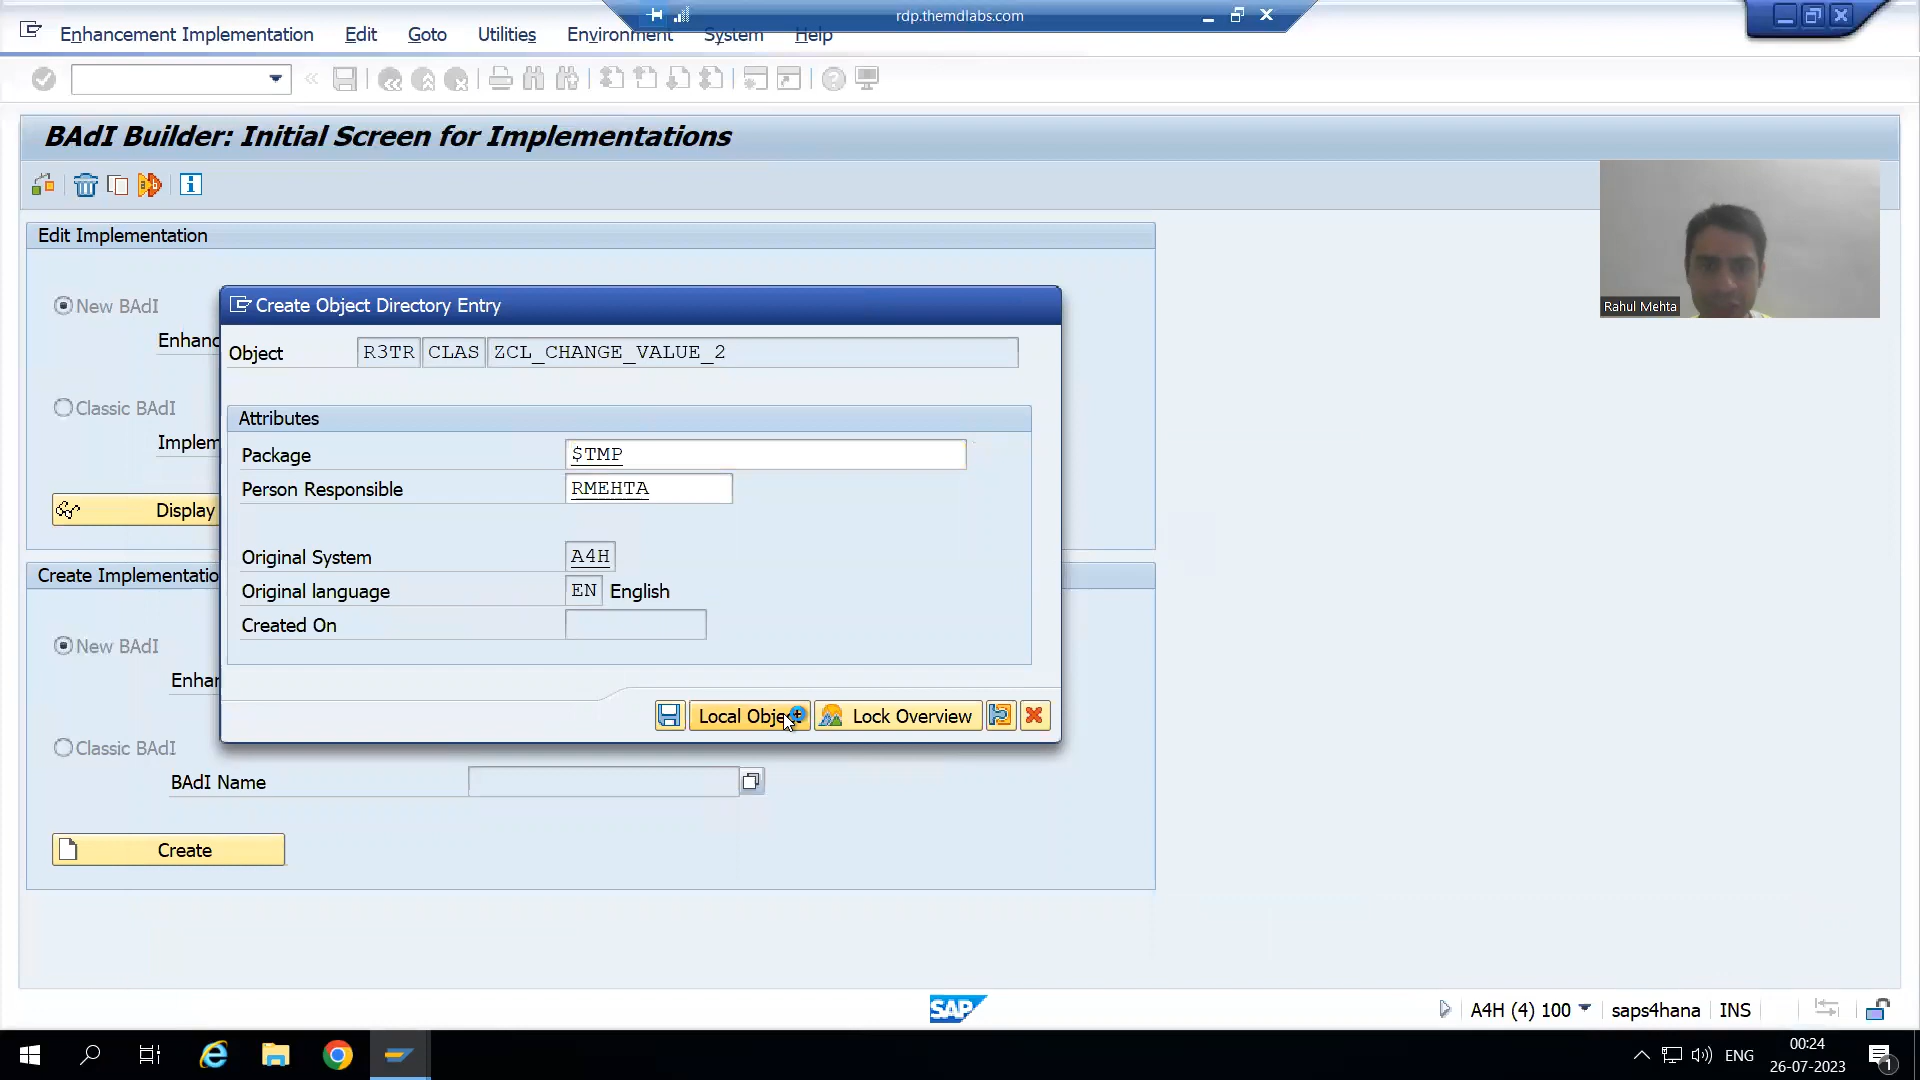 rdp.themdlabs.com
Enhancement Implementation Edit Goto Utilities Environment System Help
BAdI Builder: Initial Screen for Implementations
Edit Implementation
New BAdI
Enhanc
Classic BAdI
Implem
Display
Create Object Directory Entry
Object R3TR CLAS ZCL_CHANGE_VALUE_2
Attributes
Package $TMP
Person Responsible RMEHTA
Original System A4H
Original language EN English
Created On
Local Obje
Lock Overview
Create Implementatio
New BAdI
Enhan
Classic BAdI
BAdI Name
Create
Rahul Mehta
SAP
A4H (4) 100 saps4hana INS
ENG
00:24
26-07-2023
1